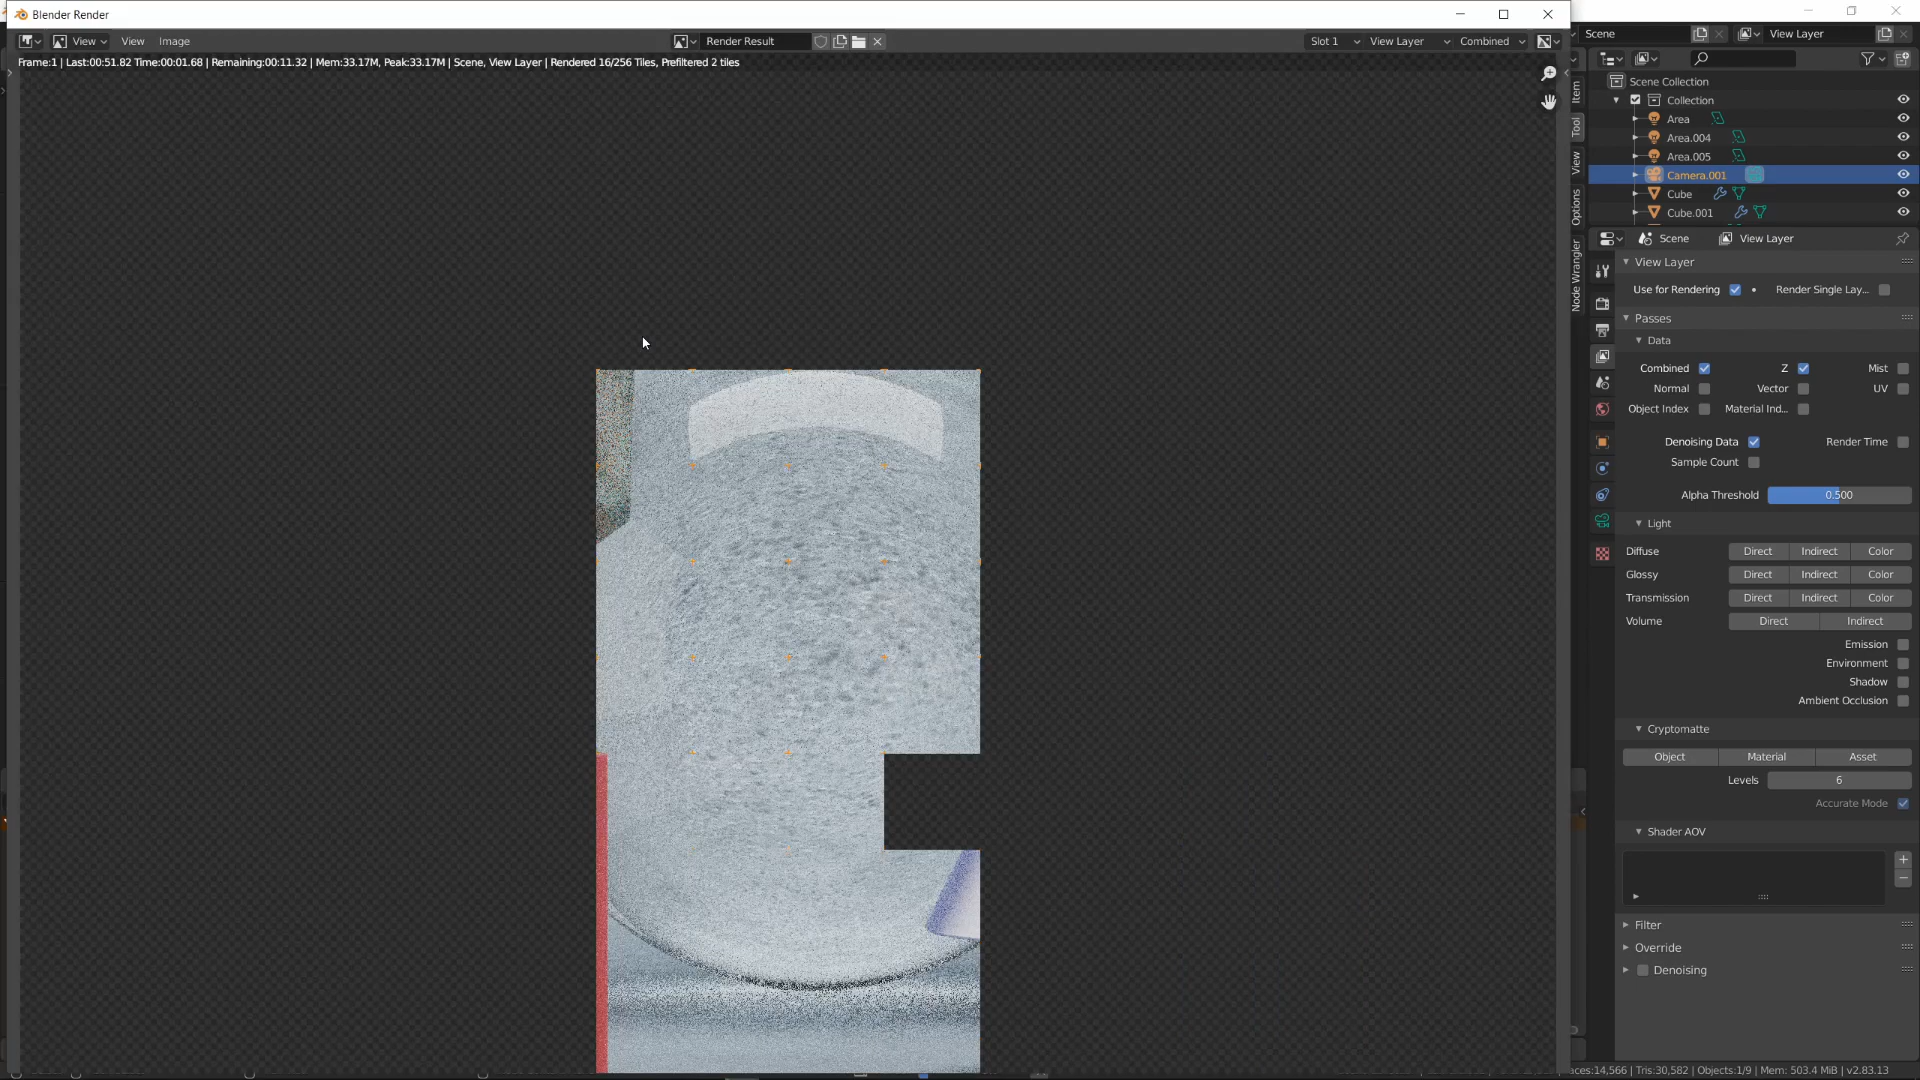 Blender Render
View
View
Image
Render Result
Slot 1
View Layer
Combined
Frame:1 | Last:00:51.82 Time:00:01.68 | Remaining:00:11.32 | Mem:33.17M, Peak:33.17M | Scene, View Layer | Rendered 16/256 Tiles, Prefiltered 2 tiles
Item
Tool
View
Options
Node Wrangler
Scene
View Layer
Scene Collection
Collection
Area
Area.004
Area.005
Camera.001
Cube
Cube.001
Scene
View Layer
View Layer
Use for Rendering
Render Single Lay...
Passes
Data
Combined
Z
Mist
Normal
Vector
UV
Object Index
Material Ind...
Denoising Data
Render Time
Sample Count
Alpha Threshold
0.500
Light
Diffuse
Direct
Indirect
Color
Glossy
Direct
Indirect
Color
Transmission
Direct
Indirect
Color
Volume
Direct
Indirect
Emission
Environment
Shadow
Ambient Occlusion
Cryptomatte
Object
Material
Asset
Levels
6
Accurate Mode
Shader AOV
Filter
Override
Denoising
aces:14,566 | Tris:30,582 | Objects:1/9 | Mem: 503.4 MiB | v2.83.13